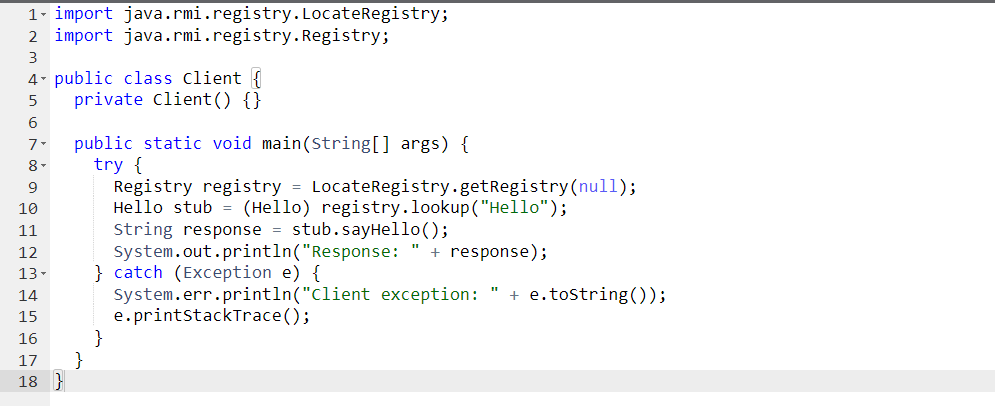 1 import java.rmi.registry.LocateRegistry;
2 import java.rmi.registry.Registry;
3
4 public class Client {
5   private Client() {}
6
7   public static void main(String[] args) {
8     try {
9       Registry registry = LocateRegistry.getRegistry(null);
10       Hello stub = (Hello) registry.lookup("Hello");
11       String response = stub.sayHello();
12       System.out.println("Response: " + response);
13     } catch (Exception e) {
14       System.err.println("Client exception: " + e.toString());
15       e.printStackTrace();
16     }
17   }
18 }